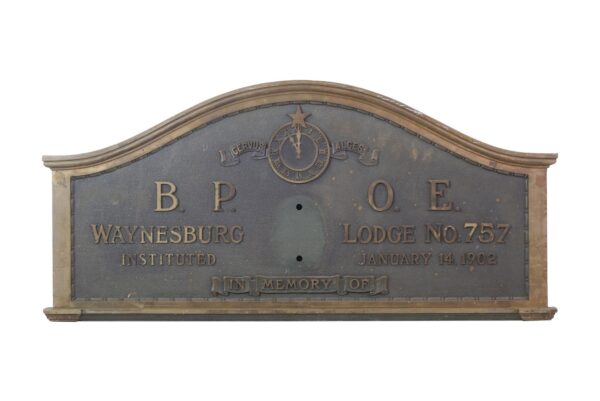 CERVUS ALCES
B. P. O. E.
WAYNESBURG LODGE NO. 757
INSTITUTED JANUARY 14, 1902
IN MEMORY OF